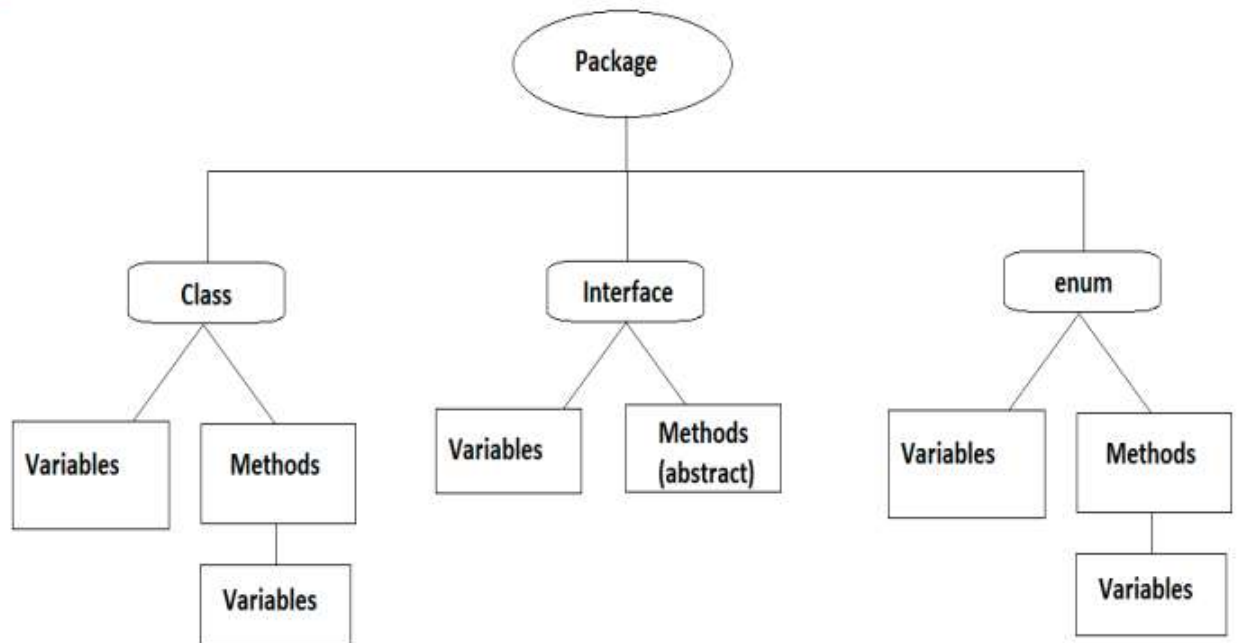 Package
Class
Interface
enum
Variables
Methods
Variables
Methods
(abstract)
Variables
Methods
Variables
Variables